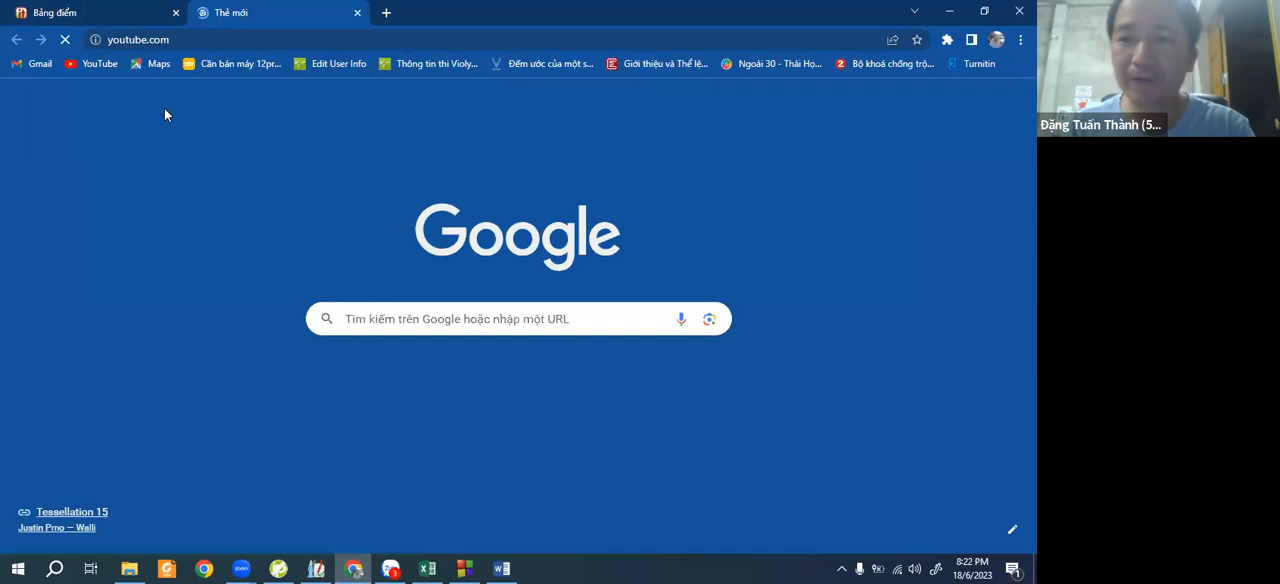 Bảng điểm
Thẻ mới
youtube.com
Gmail
YouTube
Maps
Cần bán máy 12pr...
Edit User Info
Thông tin thi Violy...
Đếm ước của một s...
Giới thiệu và Thể lệ...
Ngoài 30 - Thái Họ...
Bộ khoá chống trộ...
Turnitin
Đặng Tuấn Thành (5...
Google
Tìm kiếm trên Google hoặc nhập một URL
Tessellation 15
Justin Prno — Walli
8:22 PM
18/6/2023